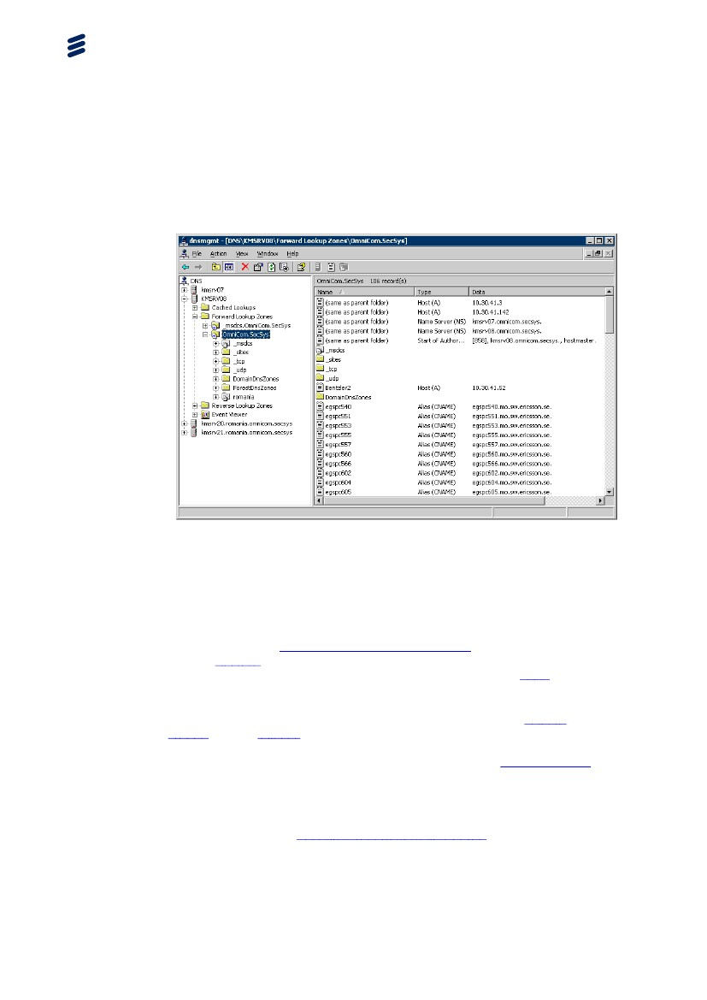 dnsmgmt - [DNS\KMSRV08\Forward Lookup Zones\OmniCom.SecSys]
File Action View Window Help
DNS
kmsrv07
KMSRV08
Cached Lookups
Forward Lookup Zones
_msdcs.OmniCom.SecSys
OmniCom.SecSys
_msdcs
_sites
_tcp
_udp
DomainDnsZones
ForestDnsZones
romania
Reverse Lookup Zones
Event Viewer
kmsrv20.romania.omnicom.secsys
kmsrv21.romania.omnicom.secsys
OmniCom.SecSys 106 record(s)
Name Type Data
(same as parent folder) Host (A) 10.30.41.3
(same as parent folder) Host (A) 10.30.41.142
(same as parent folder) Name Server (NS) kmsrv07.omnicom.secsys.
(same as parent folder) Name Server (NS) kmsrv08.omnicom.secsys.
(same as parent folder) Start of Author... [858], kmsrv08.omnicom.secsys., hostmaster.
_msdcs
_sites
_tcp
_udp
Bentzler2 Host (A) 10.30.41.52
DomainDnsZones
egspc540 Alias (CNAME) egspc540.mo.sw.ericsson.se.
egspc551 Alias (CNAME) egspc551.mo.sw.ericsson.se.
egspc553 Alias (CNAME) egspc553.mo.sw.ericsson.se.
egspc555 Alias (CNAME) egspc555.mo.sw.ericsson.se.
egspc557 Alias (CNAME) egspc557.mo.sw.ericsson.se.
egspc560 Alias (CNAME) egspc560.mo.sw.ericsson.se.
egspc566 Alias (CNAME) egspc566.mo.sw.ericsson.se.
egspc602 Alias (CNAME) egspc602.mo.sw.ericsson.se.
egspc604 Alias (CNAME) egspc604.mo.sw.ericsson.se.
egspc605 Alias (CNAME) egspc605.mo.sw.ericsson.se.